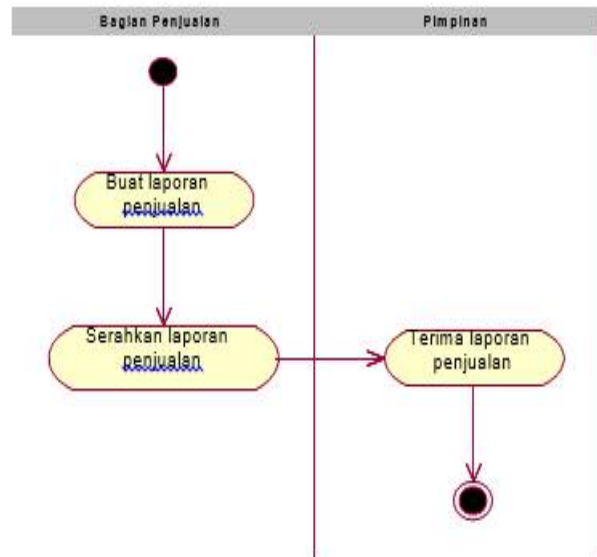 Bagian Penjualan
Pimpinan
Buat laporan
penjualan
Serahkan laporan
penjualan
Terima laporan
penjualan